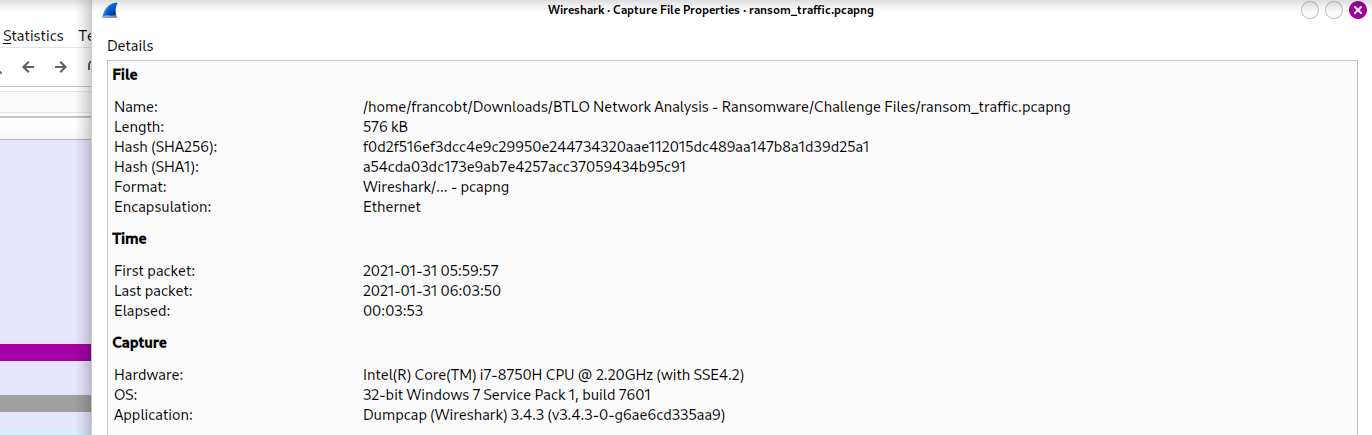 Wireshark · Capture File Properties · ransom_traffic.pcapng
Statistics
Details
File
Name: /home/francobt/Downloads/BTLO Network Analysis - Ransomware/Challenge Files/ransom_traffic.pcapng
Length: 576 kB
Hash (SHA256): f0d2f516ef3dcc4e9c29950e244734320aae112015dc489aa147b8a1d39d25a1
Hash (SHA1): a54cda03dc173e9ab7e4257acc37059434b95c91
Format: Wireshark/... - pcapng
Encapsulation: Ethernet
Time
First packet: 2021-01-31 05:59:57
Last packet: 2021-01-31 06:03:50
Elapsed: 00:03:53
Capture
Hardware: Intel(R) Core(TM) i7-8750H CPU @ 2.20GHz (with SSE4.2)
OS: 32-bit Windows 7 Service Pack 1, build 7601
Application: Dumpcap (Wireshark) 3.4.3 (v3.4.3-0-g6ae6cd335aa9)